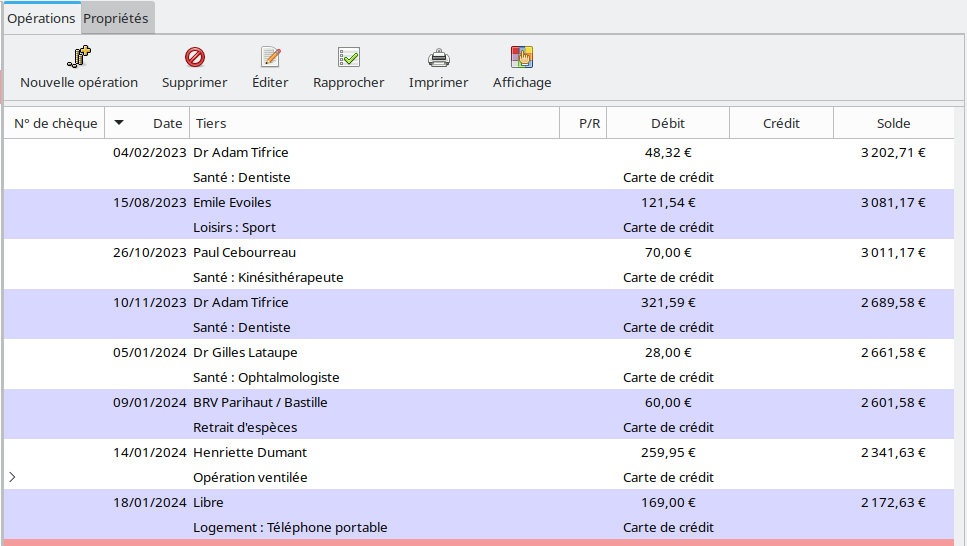 Opérations Propriétés
Nouvelle opération Supprimer Éditer Rapprocher Imprimer Affichage
N° de chèque Date Tiers P/R Débit Crédit Solde
04/02/2023 Dr Adam Tifrice 48,32 € 3 202,71 €
Santé : Dentiste Carte de crédit
15/08/2023 Emile Evoiles 121,54 € 3 081,17 €
Loisirs : Sport Carte de crédit
26/10/2023 Paul Cebourreau 70,00 € 3 011,17 €
Santé : Kinésithérapeute Carte de crédit
10/11/2023 Dr Adam Tifrice 321,59 € 2 689,58 €
Santé : Dentiste Carte de crédit
05/01/2024 Dr Gilles Lataupe 28,00 € 2 661,58 €
Santé : Ophtalmologiste Carte de crédit
09/01/2024 BRV Parihaut / Bastille 60,00 € 2 601,58 €
Retrait d'espèces Carte de crédit
14/01/2024 Henriette Dumant 259,95 € 2 341,63 €
Opération ventilée Carte de crédit
18/01/2024 Libre 169,00 € 2 172,63 €
Logement : Téléphone portable Carte de crédit